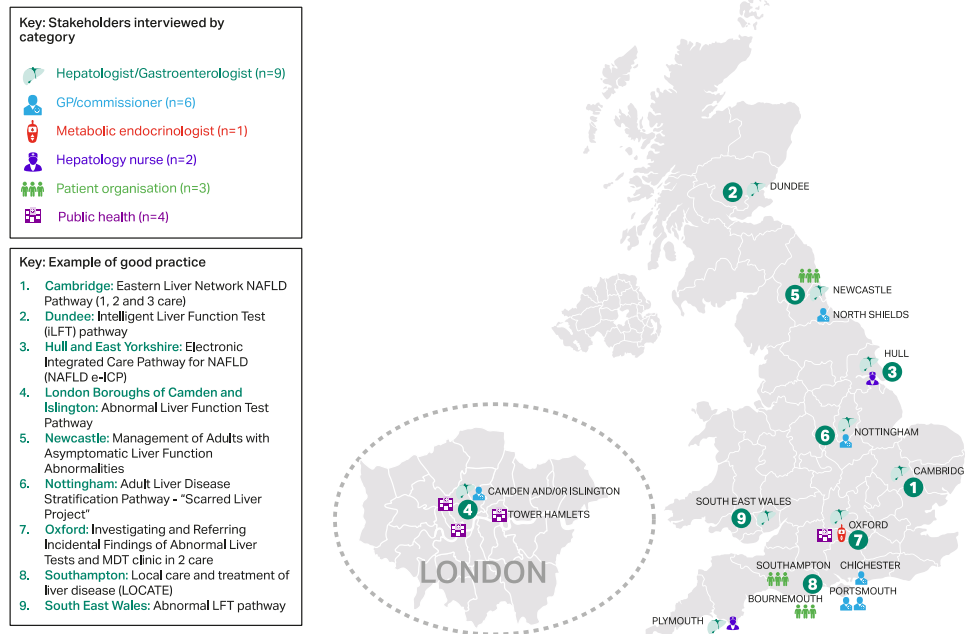 Key: Stakeholders interviewed by
category
Hepatologist/Gastroenterologist (n=9)
GP/commissioner (n=6)
Metabolic endocrinologist (n=1)
Hepatology nurse (n=2)
Patient organisation (n=3)
Public health (n=4)
Key: Example of good practice
1. Cambridge: Eastern Liver Network NAFLD
Pathway (1, 2 and 3 care)
2. Dundee: Intelligent Liver Function Test
(iLFT) pathway
3. Hull and East Yorkshire: Electronic
Integrated Care Pathway for NAFLD
(NAFLD e-ICP)
4. London Boroughs of Camden and
Islington: Abnormal Liver Function Test
Pathway
5. Newcastle: Management of Adults with
Asymptomatic Liver Function
Abnormalities
6. Nottingham: Adult Liver Disease
Stratification Pathway - "Scarred Liver
Project"
7. Oxford: Investigating and Referring
Incidental Findings of Abnormal Liver
Tests and MDT clinic in 2 care
8. Southampton: Local care and treatment of
liver disease (LOCATE)
9. South East Wales: Abnormal LFT pathway
2 DUNDEE
5 NEWCASTLE
NORTH SHIELDS
HULL
3
6 NOTTINGHAM
CAMBRIDG
1
SOUTH EAST WALES
9
OXFORD
7
SOUTHAMPTON
8
CHICHESTER
BOURNEMOUTH
PORTSMOUTH
PLYMOUTH
CAMDEN AND/OR ISLINGTON
4
TOWER HAMLETS
LONDON